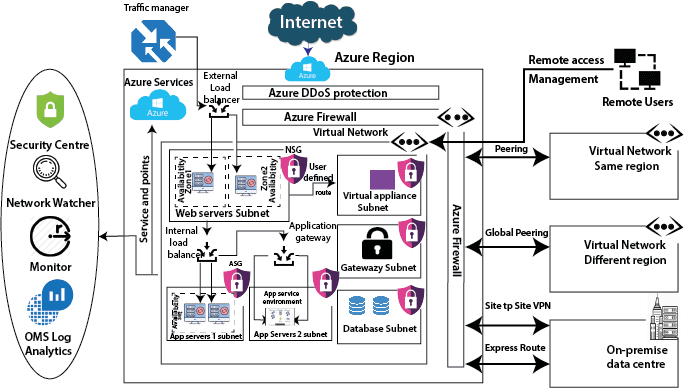 Traffic manager
Internet
Azure
Azure Region
Azure Services
Azure
External
Load
balancer
Azure DDoS protection
Azure Firewall
Virtual Network
Remote access
Management
Remote Users
Security Centre
Network Watcher
Monitor
OMS Log
Analytics
Service and points
NSG
Availability
Zone1
Zone2
Availability
Web servers Subnet
User
defined
route
Virtual appliance
Subnet
Azure Firewall
Peering
Virtual Network
Same region
Internal
load
balancer
Application
gateway
Gatewazy Subnet
Global Peering
Virtual Network
Different region
ASG
Availability
App servers 1 subnet
App service
environment
App Servers 2 subnet
Database Subnet
Site tp Site VPN
Express Route
On-premise
data centre